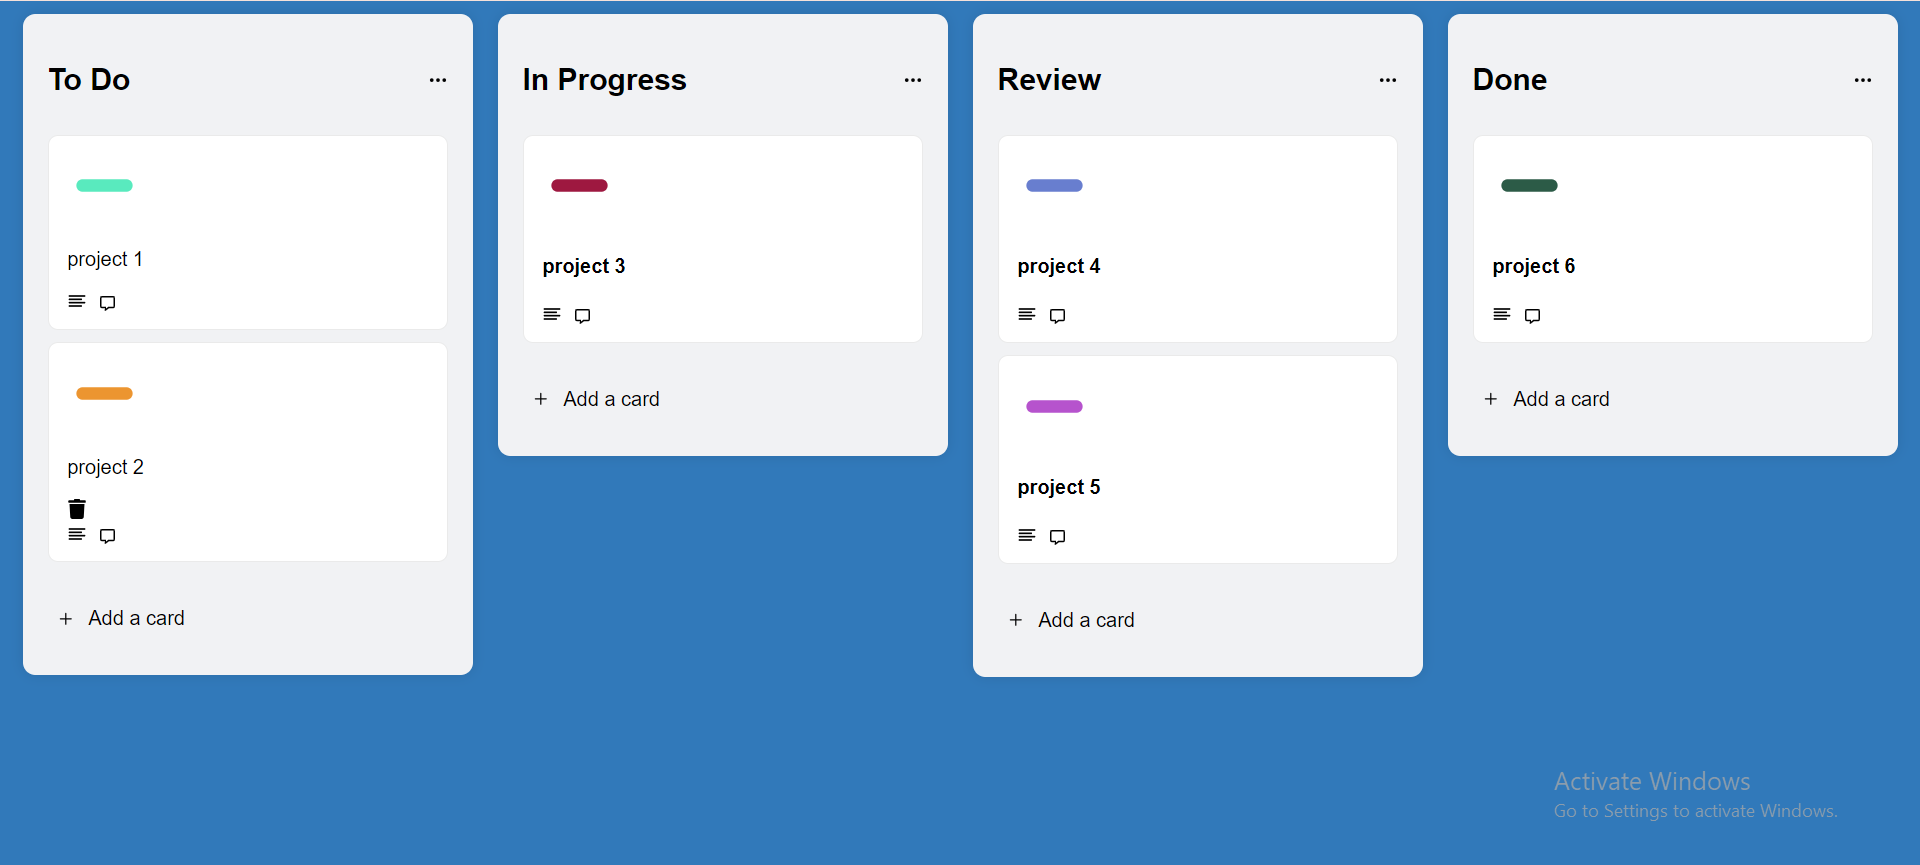 To Do
project 1
project 2
+ Add a card
In Progress
project 3
+ Add a card
Review
project 4
project 5
+ Add a card
Done
project 6
+ Add a card
Activate Windows
Go to Settings to activate Windows.